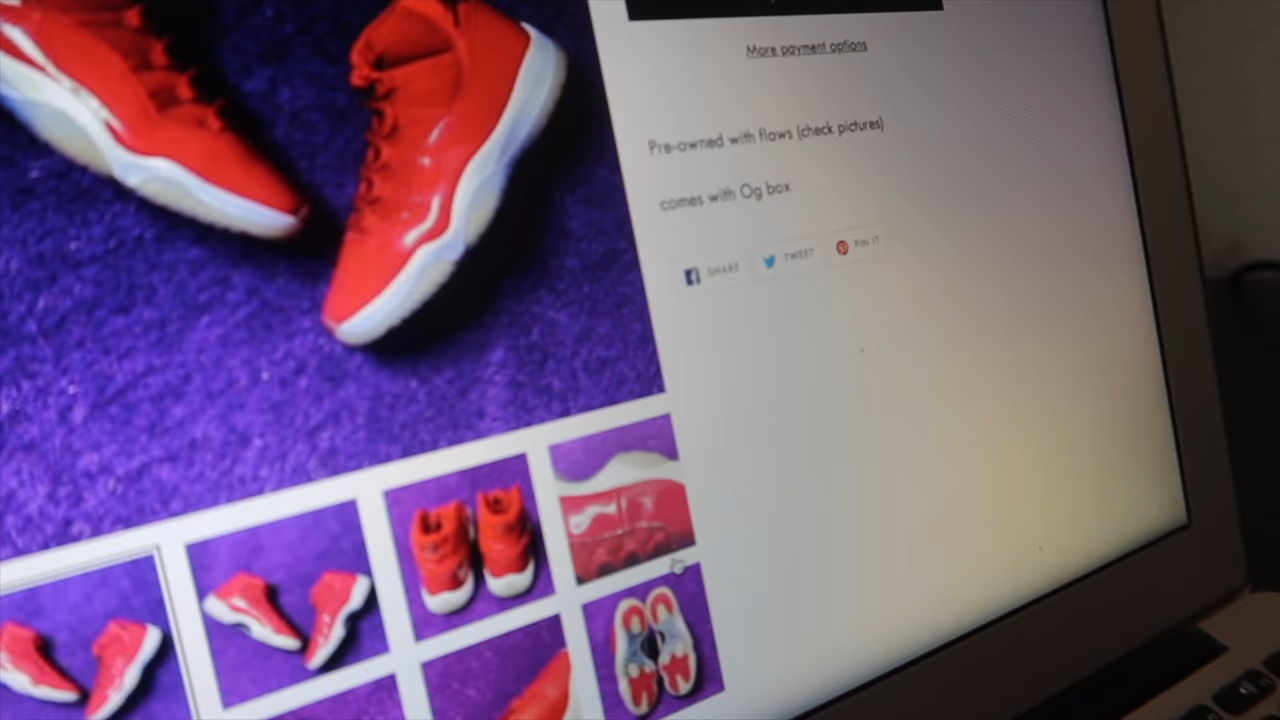 More payment options
Pre-owned with flaws (check pictures)
comes with Og box
SHARE
TWEET
PIN IT